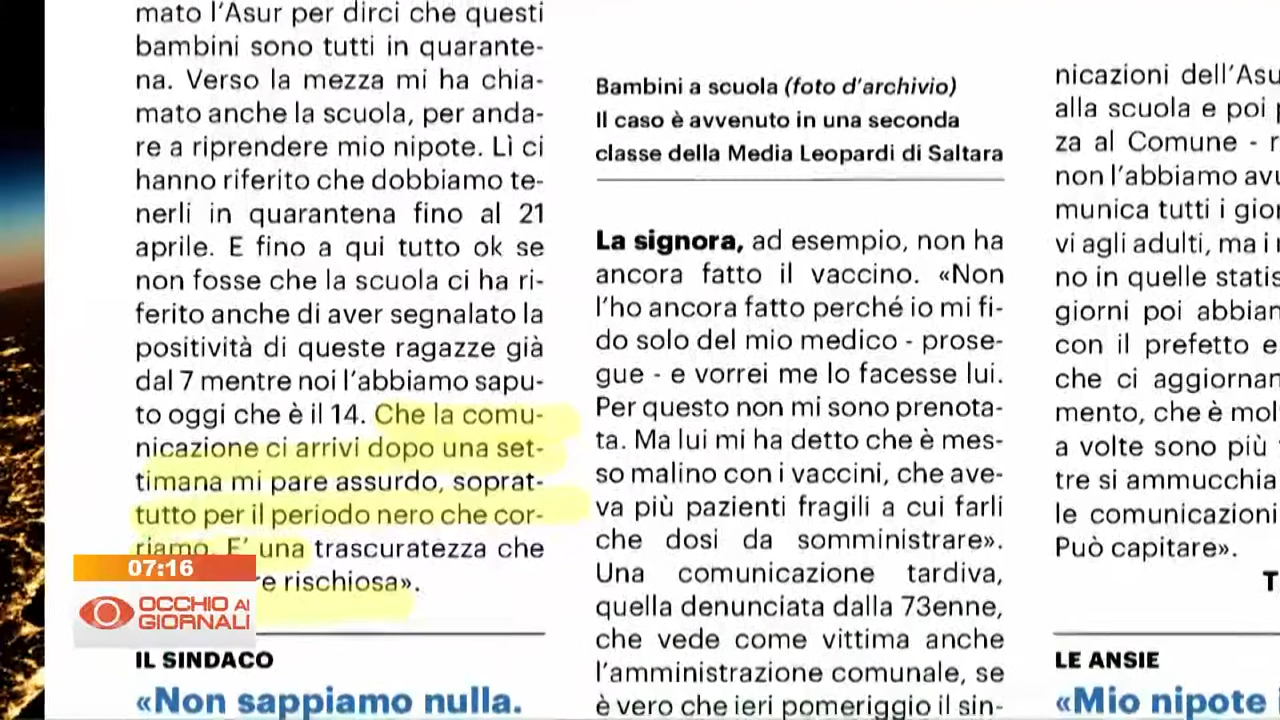 mato l'Asur per dirci che questi
bambini sono tutti in quarante-
na. Verso la mezza mi ha chia-
mato anche la scuola, per anda-
re a riprendere mio nipote. Lì ci
hanno riferito che dobbiamo te-
nerli in quarantena fino al 21
aprile. E fino a qui tutto ok se
non fosse che la scuola ci ha ri-
ferito anche di aver segnalato la
positività di queste ragazze già
dal 7 mentre noi l'abbiamo sapu-
to oggi che è il 14. Che la comu-
nicazione ci arrivi dopo una set-
timana mi pare assurdo, soprat-
tutto per il periodo nero che cor-
riamo. E' una trascuratezza che
re rischiosa».
07:16
OCCHIO AI
GIORNALI
IL SINDACO
«Non sappiamo nulla.
Bambini a scuola (foto d'archivio)
Il caso è avvenuto in una seconda
classe della Media Leopardi di Saltara
La signora, ad esempio, non ha
ancora fatto il vaccino. «Non
l'ho ancora fatto perché io mi fi-
do solo del mio medico - prose-
gue - e vorrei me lo facesse lui.
Per questo non mi sono prenota-
ta. Ma lui mi ha detto che è mes-
so malino con i vaccini, che ave-
va più pazienti fragili a cui farli
che dosi da somministrare».
Una comunicazione tardiva,
quella denunciata dalla 73enne,
che vede come vittima anche
l'amministrazione comunale, se
è vero che ieri pomeriggio il sin-
nicazioni dell'Asu
alla scuola e poi
za al Comune - r
non l'abbiamo avu
munica tutti i gior
vi agli adulti, ma i
no in quelle statis
giorni poi abbian
con il prefetto e
che ci aggiornan
mento, che è mol
a volte sono più
tre si ammucchia
le comunicazioni
Può capitare».
T
LE ANSIE
«Mio nipote